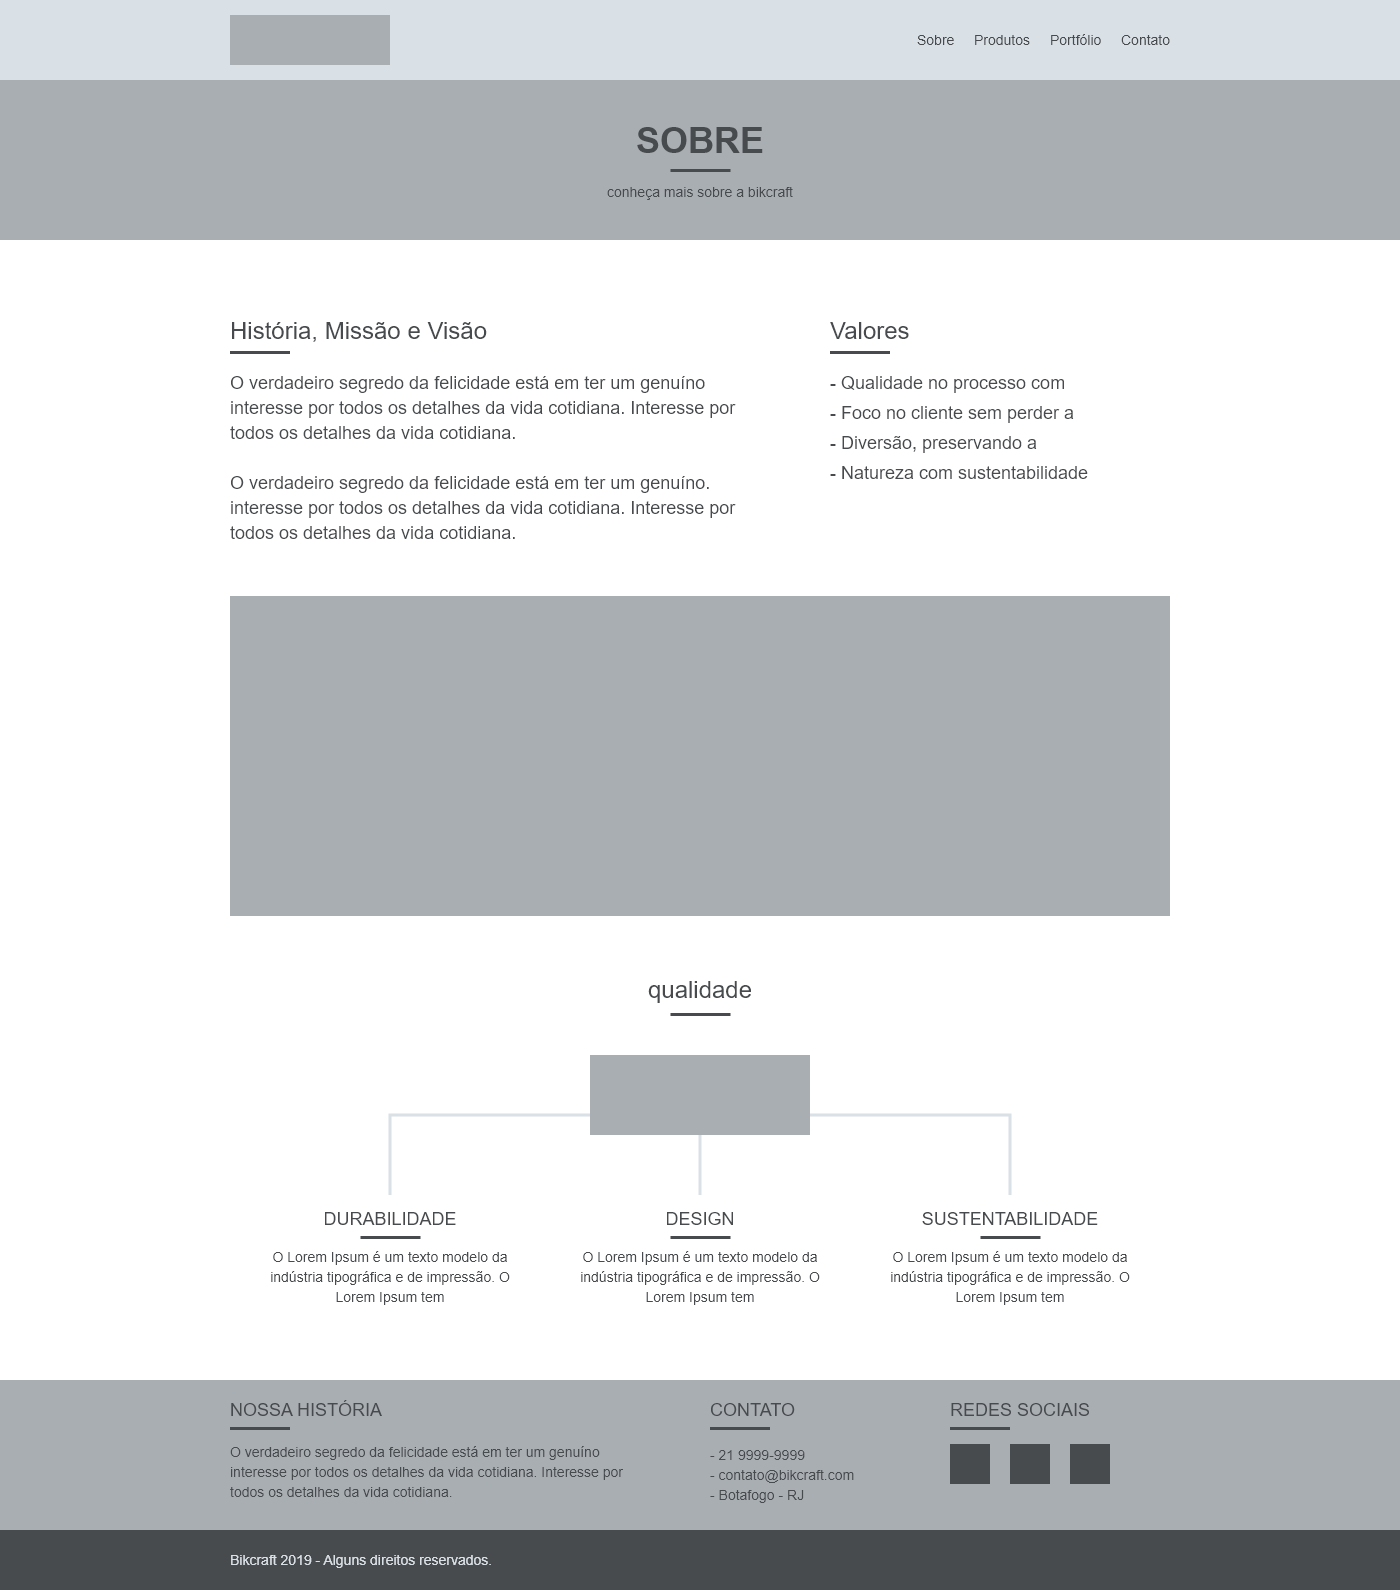 Sobre Produtos Portfólio Contato
SOBRE
conheça mais sobre a bikcraft
História, Missão e Visão
O verdadeiro segredo da felicidade está em ter um genuíno
interesse por todos os detalhes da vida cotidiana. Interesse por
todos os detalhes da vida cotidiana.
O verdadeiro segredo da felicidade está em ter um genuíno.
interesse por todos os detalhes da vida cotidiana. Interesse por
todos os detalhes da vida cotidiana.
Valores
- Qualidade no processo com
- Foco no cliente sem perder a
- Diversão, preservando a
- Natureza com sustentabilidade
qualidade
DURABILIDADE
O Lorem Ipsum é um texto modelo da
indústria tipográfica e de impressão. O
Lorem Ipsum tem
DESIGN
O Lorem Ipsum é um texto modelo da
indústria tipográfica e de impressão. O
Lorem Ipsum tem
SUSTENTABILIDADE
O Lorem Ipsum é um texto modelo da
indústria tipográfica e de impressão. O
Lorem Ipsum tem
NOSSA HISTÓRIA
O verdadeiro segredo da felicidade está em ter um genuíno
interesse por todos os detalhes da vida cotidiana. Interesse por
todos os detalhes da vida cotidiana.
CONTATO
- 21 9999-9999
- contato@bikcraft.com
- Botafogo - RJ
REDES SOCIAIS
Bikcraft 2019 - Alguns direitos reservados.